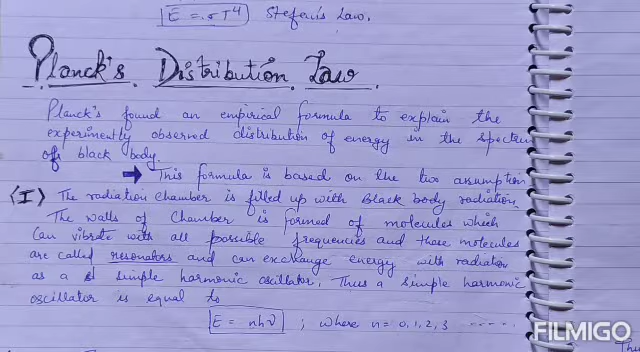 E = σT⁴ Stefen's Law.
Planck's Distribution Law.
Planck's found an empirical formula to explain the
experimently observed distribution of energy in the
of black body.
➡ This formula is based on the two assumption
(I) The radiation chamber is filled up with Black body radiation.
The walls of Chamber is formed of molecules which
Can vibrate with all possible frequencies and these molecules
are called resonators and can exchange energy with radiation
as a simple harmonic oscillator. Thus a simple harmonic
oscillator is equal to
E = nhν ; where n = 0, 1, 2, 3 .....
FILMIGO